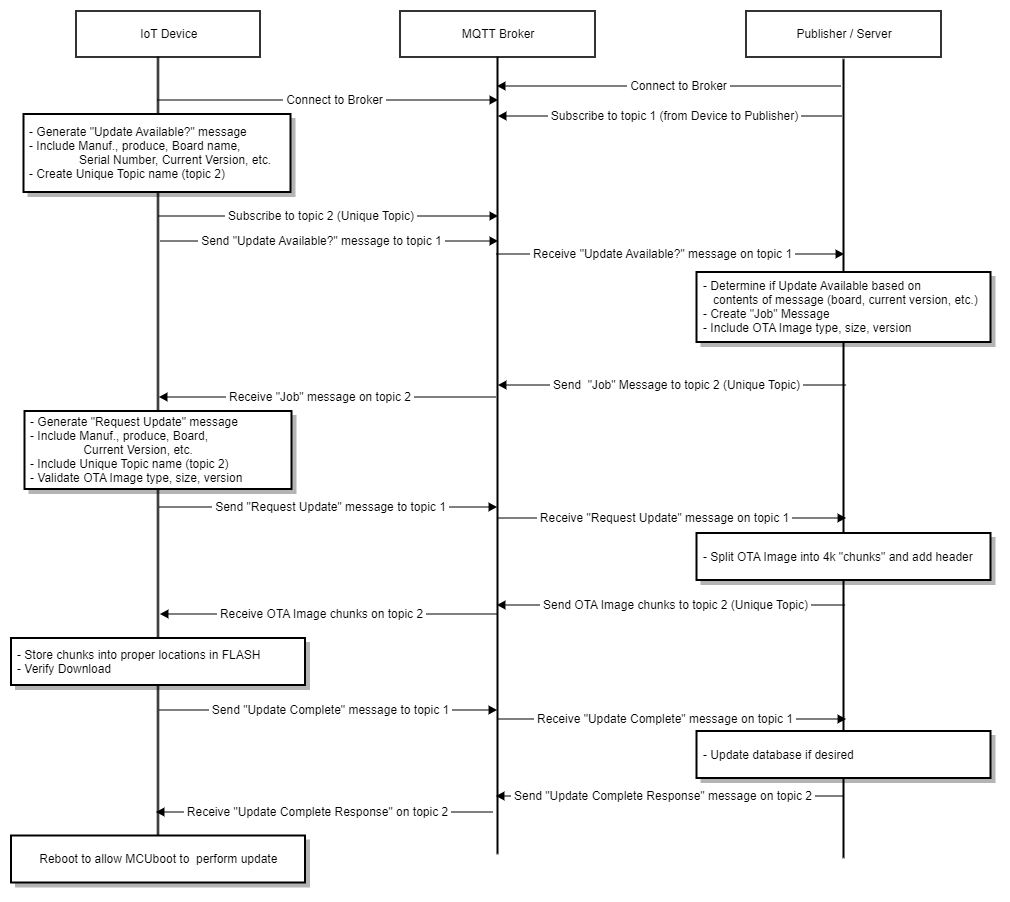 IoT Device
MQTT Broker
Publisher / Server
Connect to Broker
Connect to Broker
Subscribe to topic 1 (from Device to Publisher)
- Generate "Update Available?" message
- Include Manuf., produce, Board name,
Serial Number, Current Version, etc.
- Create Unique Topic name (topic 2)
Subscribe to topic 2 (Unique Topic)
Send "Update Available?" message to topic 1
Receive "Update Available?" message on topic 1
- Determine if Update Available based on
contents of message (board, current version, etc.)
- Create "Job" Message
- Include OTA Image type, size, version
Send "Job" Message to topic 2 (Unique Topic)
Receive "Job" message on topic 2
- Generate "Request Update" message
- Include Manuf., produce, Board,
Current Version, etc.
- Include Unique Topic name (topic 2)
- Validate OTA Image type, size, version
Send "Request Update" message to topic 1
Receive "Request Update" message on topic 1
- Split OTA Image into 4k "chunks" and add header
Send OTA Image chunks to topic 2 (Unique Topic)
Receive OTA Image chunks on topic 2
- Store chunks into proper locations in FLASH
- Verify Download
Send "Update Complete" message to topic 1
Receive "Update Complete" message on topic 1
- Update database if desired
Send "Update Complete Response" message on topic 2
Receive "Update Complete Response" on topic 2
Reboot to allow MCUboot to perform update